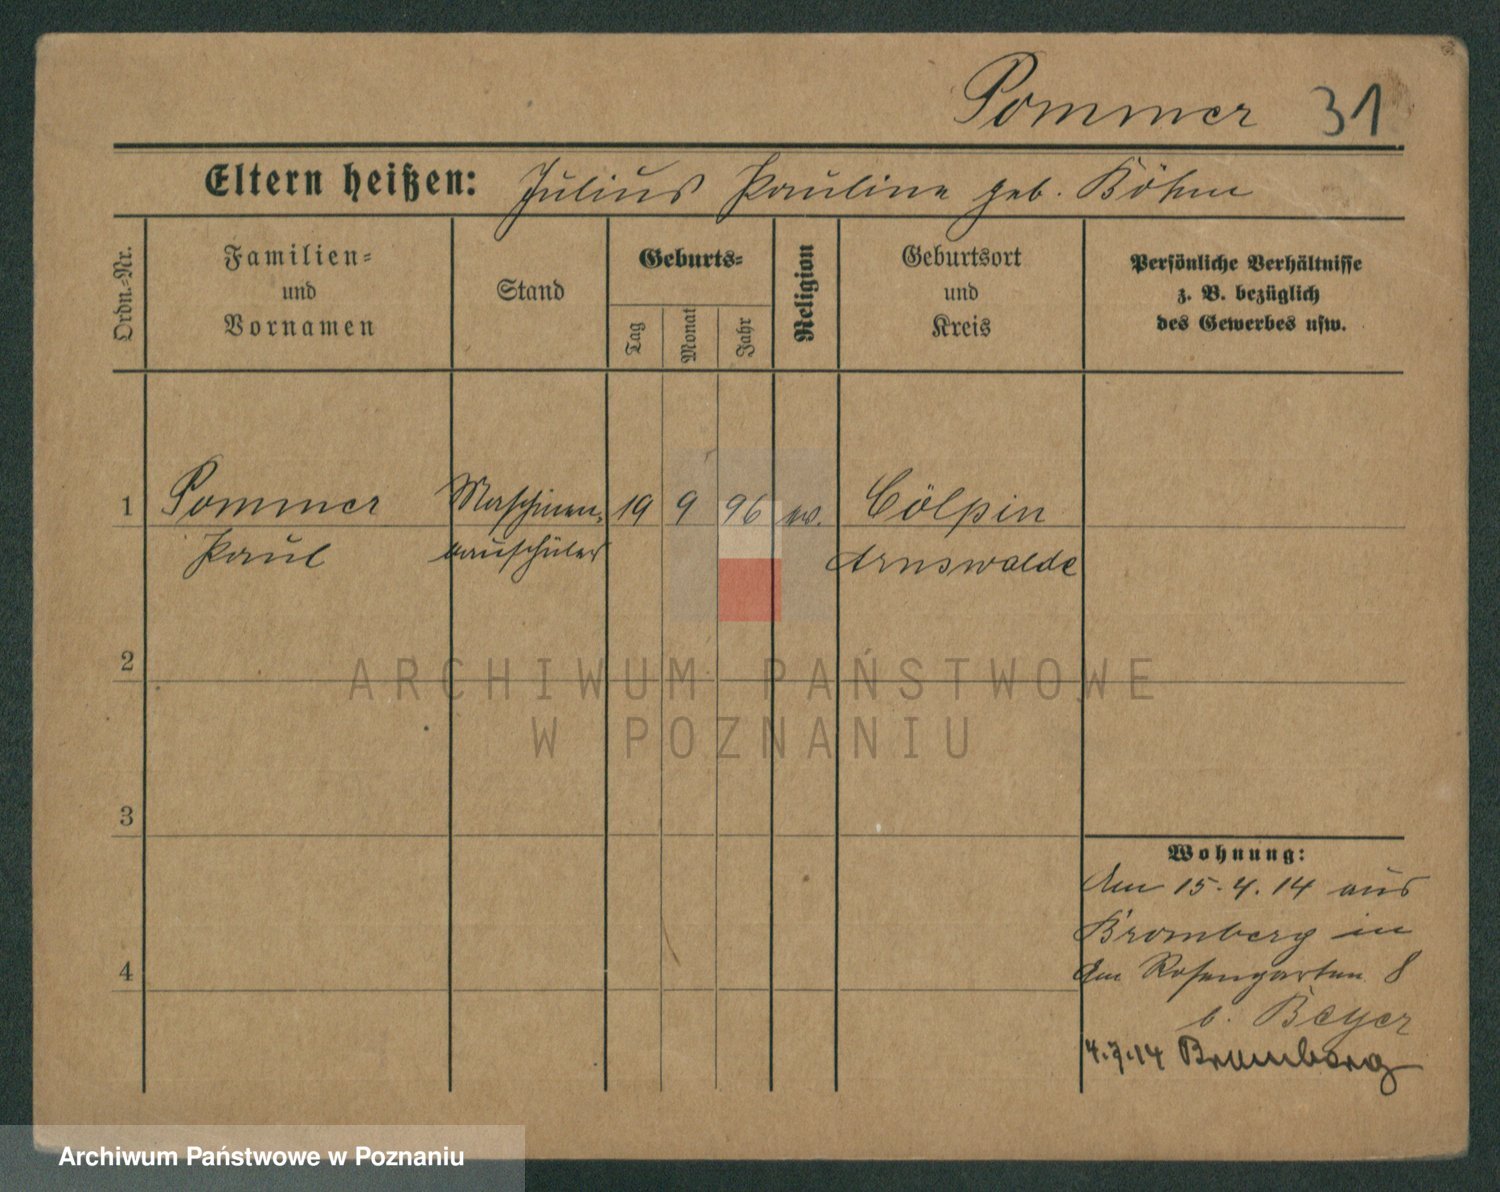 Pommer 31
Eltern heißen: Julius Pauline geb. Böhm
Ordn.-Nr.
Familien-
und
Vornamen
Stand
Geburts-
Tag
Monat
Jahr
Religion
Geburtsort
und
Kreis
Persönliche Verhältnisse
z. B. bezüglich
des Gewerbes usw.
1 Pommer Maschinen- 19 9 96 ev. Cölpin
Paul bauschüler Arnswalde
2
ARCHIWUM PAŃSTWOWE
W POZNANIU
3
Wohnung:
Am 15.4.14 aus
Bromberg in
Am Rosengarten 8
b. Beyer
4
4.7.14 Bromberg
Archiwum Państwowe w Poznaniu